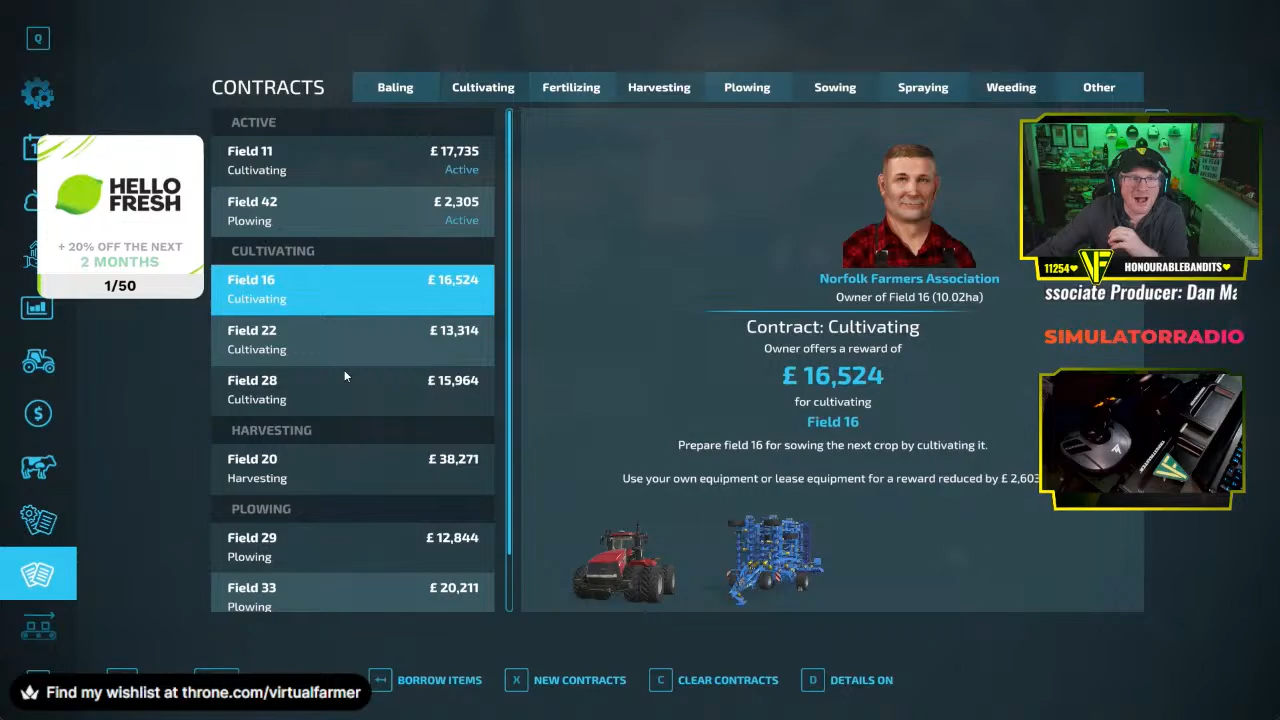 Q
CONTRACTS
Baling
Cultivating
Fertilizing
Harvesting
Plowing
Sowing
Spraying
Weeding
Other
ACTIVE
Field 11
£ 17,735
Cultivating
Active
Field 42
£ 2,305
Plowing
Active
CULTIVATING
Field 16
£ 16,524
Cultivating
Field 22
£ 13,314
Cultivating
Field 28
£ 15,964
Cultivating
HARVESTING
Field 20
£ 38,271
Harvesting
PLOWING
Field 29
£ 12,844
Plowing
Field 33
£ 20,211
Plowing
HELLO
FRESH
+ 20% OFF THE NEXT
2 MONTHS
1/50
Norfolk Farmers Association
Owner of Field 16 (10.02ha)
Contract: Cultivating
Owner offers a reward of
£ 16,524
for cultivating
Field 16
Prepare field 16 for sowing the next crop by cultivating it.
Use your own equipment or lease equipment for a reward reduced by £ 2,603
11254
VF
HONOURABLEBANDITS
ssociate Producer: Dan Ma
SIMULATORRADIO
VF
BORROW ITEMS
X
NEW CONTRACTS
C
CLEAR CONTRACTS
D
DETAILS ON
Find my wishlist at throne.com/virtualfarmer